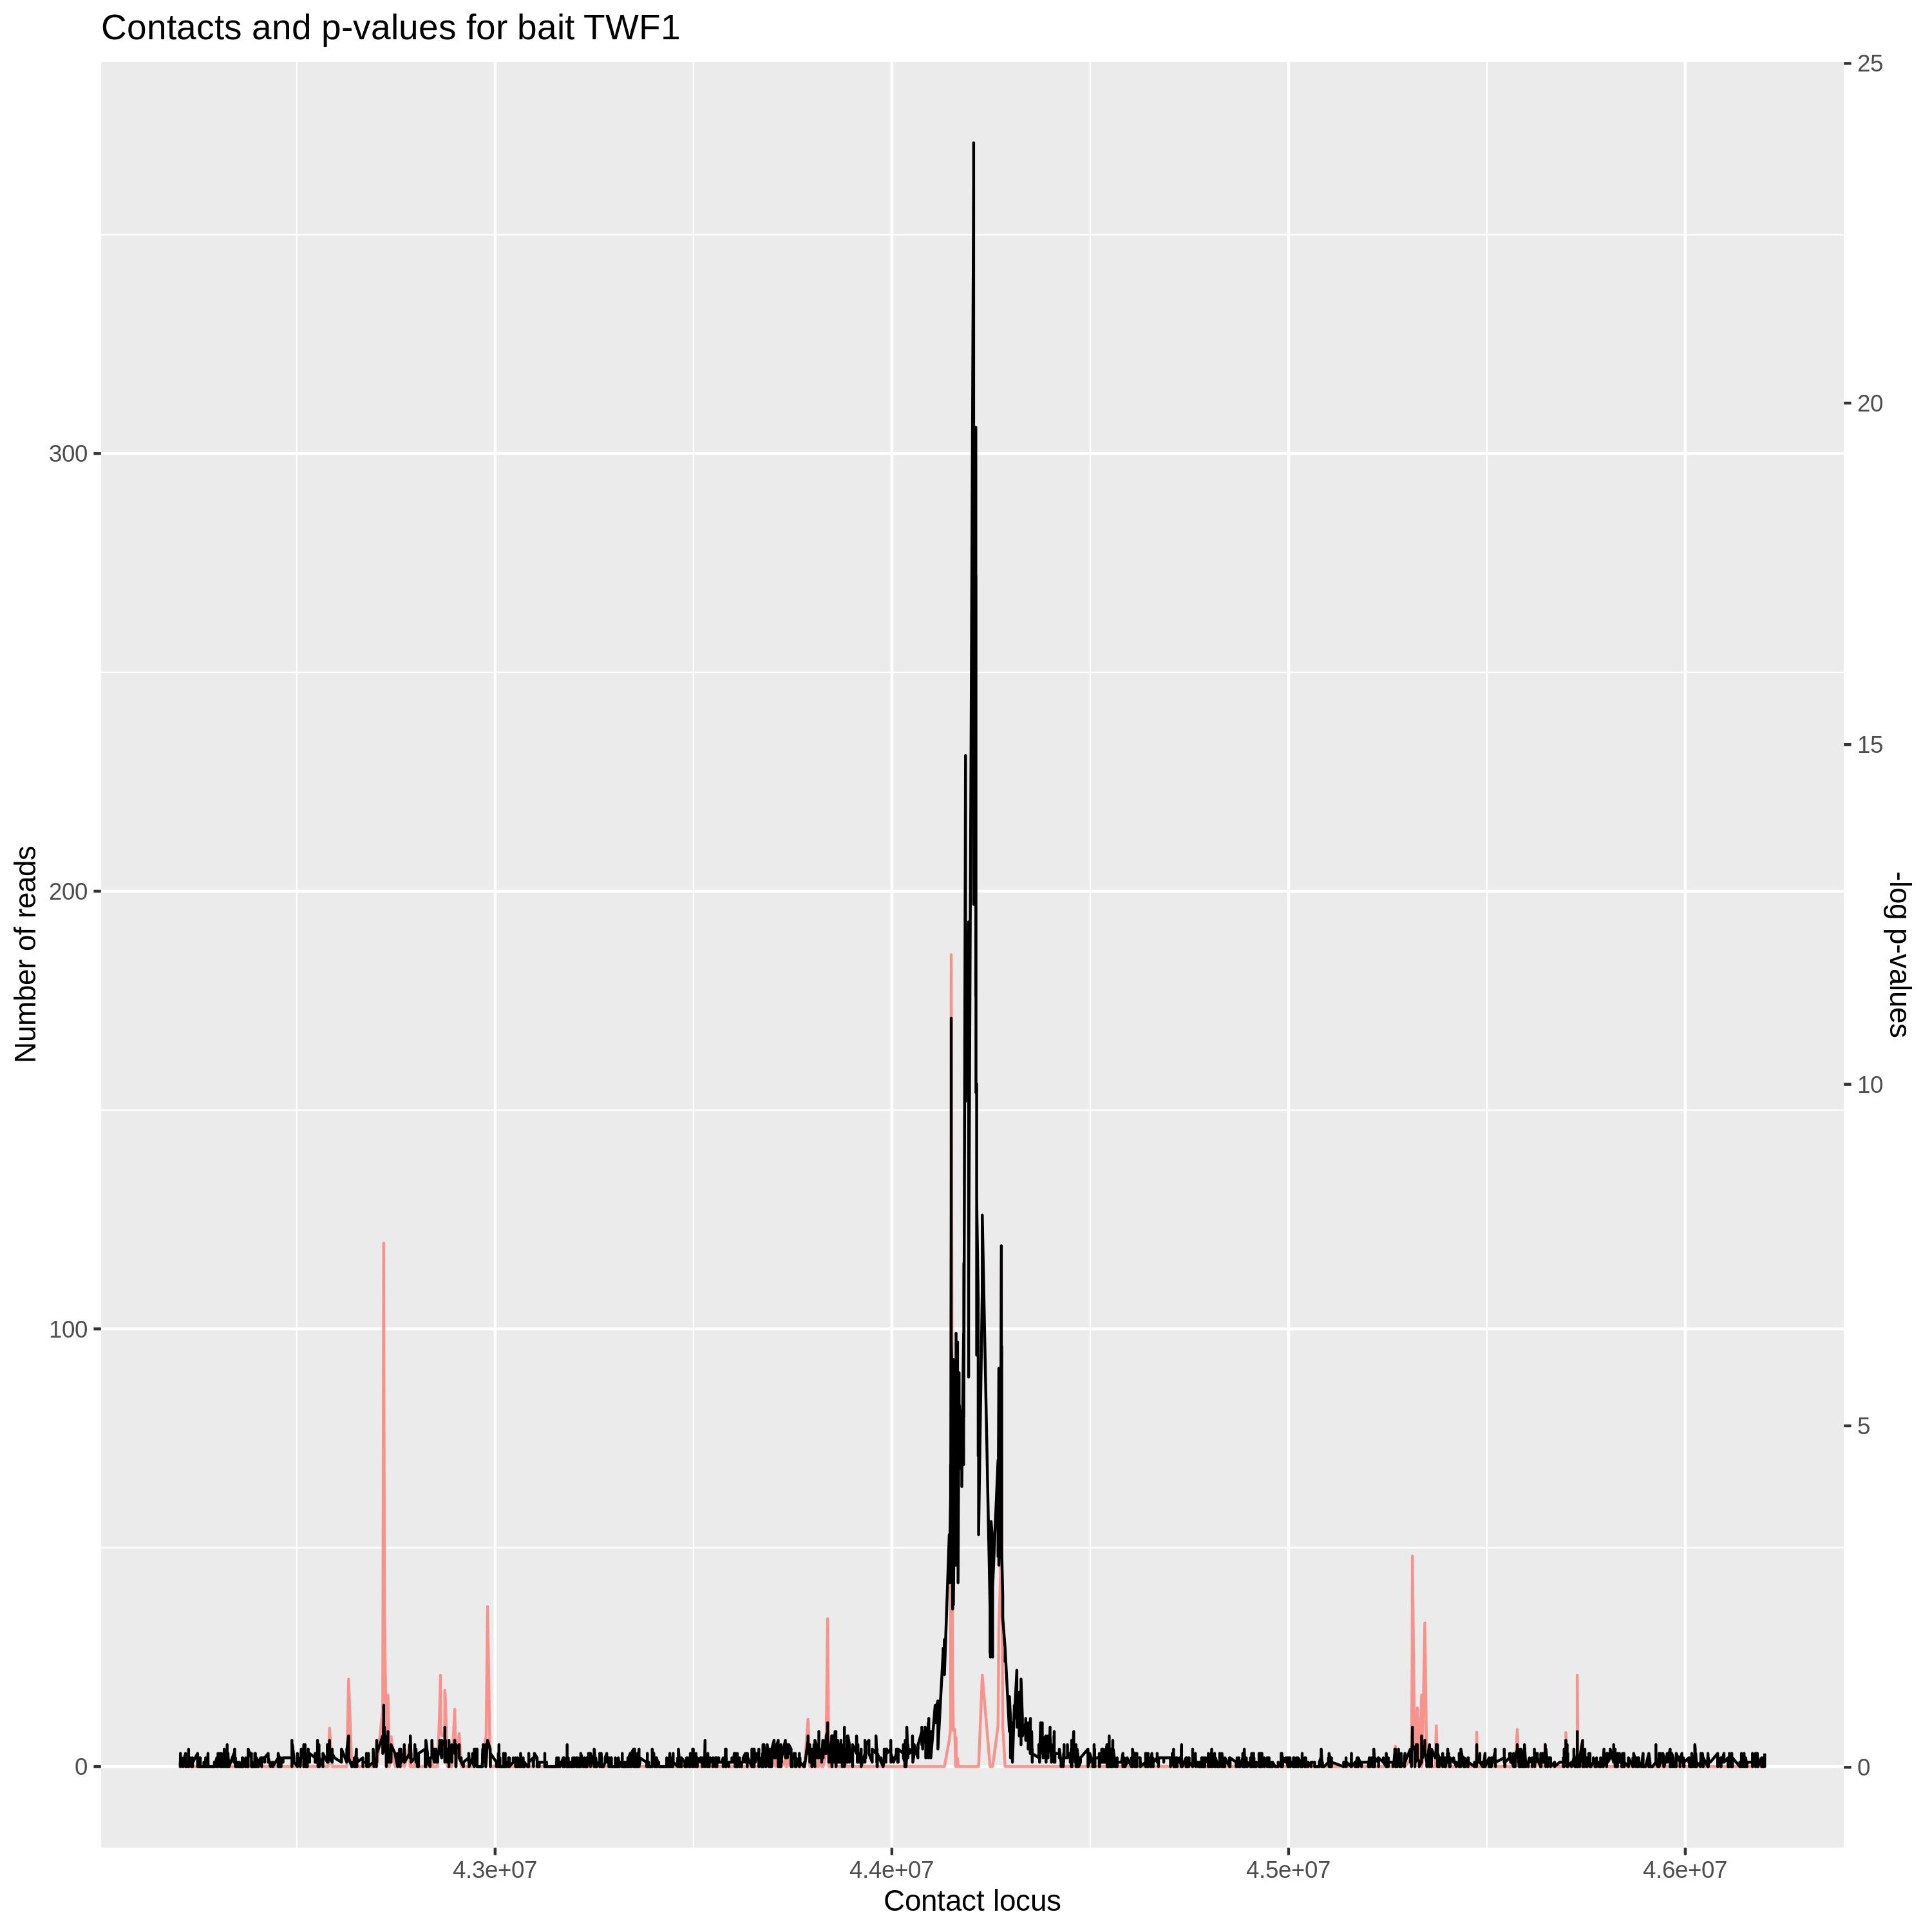 Contacts and p-values for bait TWF1
Number of reads
300
200
100
0
25
20
15
10
5
0
-log p-values
4.3e+07
4.4e+07
4.5e+07
4.6e+07
Contact locus